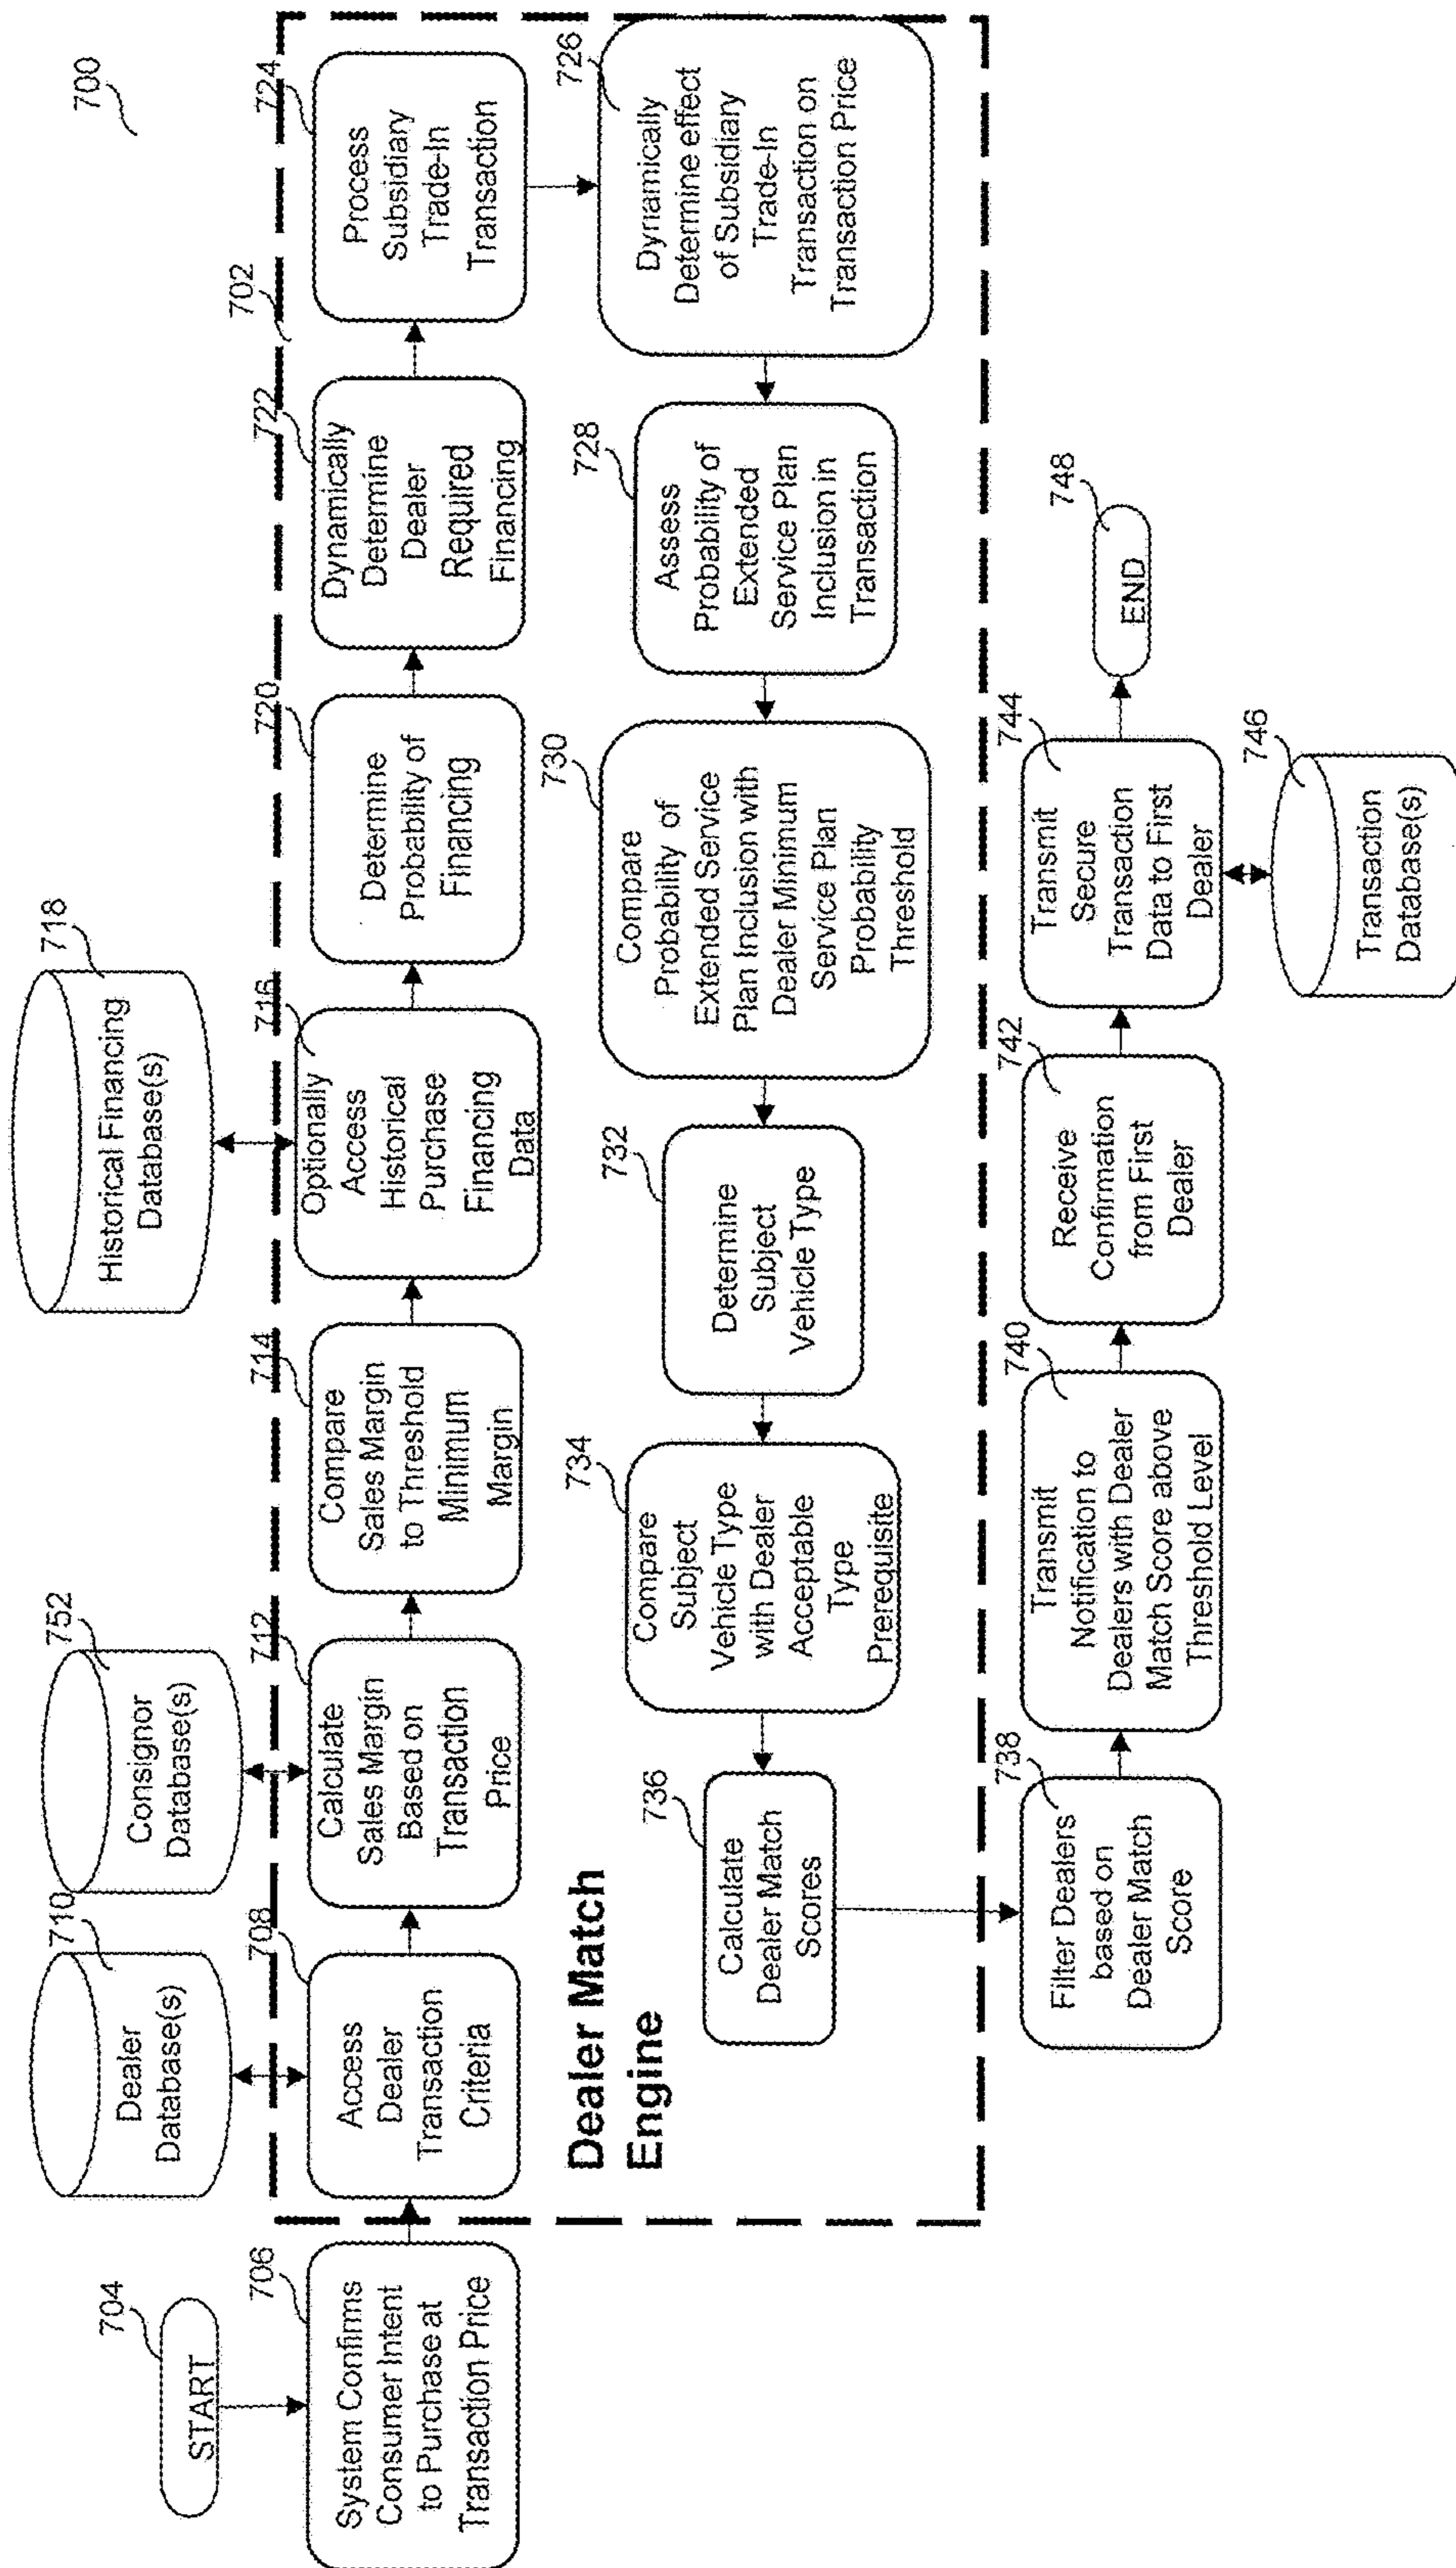 700
704
START
706
System Confirms
Consumer Intent
to Purchase at
Transaction Price
710
Dealer
Database(s)
708
Access
Dealer
Transaction
Criteria
752
Consignor
Database(s)
712
Calculate
Sales Margin
Based on
Transaction
Price
714
Compare
Sales Margin
to Threshold
Minimum
Margin
718
Historical Financing
Database(s)
716
Optionally
Access
Historical
Purchase
Financing
Data
720
Determine
Probability of
Financing
722
Dynamically
Determine
Dealer
Required
Financing
702
724
Process
Subsidiary
Trade-In
Transaction
726
Dynamically
Determine effect
of Subsidiary
Trade-In
Transaction on
Transaction Price
728
Assess
Probability of
Extended
Service Plan
Inclusion in
Transaction
730
Compare
Probability of
Extended Service
Plan Inclusion with
Dealer Minimum
Service Plan
Probability
Threshold
732
Determine
Subject
Vehicle Type
734
Compare
Subject
Vehicle Type
with Dealer
Acceptable
Type
Prerequisite
736
Calculate
Dealer Match
Scores
Dealer Match
Engine
738
Filter Dealers
based on
Dealer Match
Score
740
Transmit
Notification to
Dealers with Dealer
Match Score above
Threshold Level
742
Receive
Confirmation
from First
Dealer
744
Transmit
Secure
Transaction
Data to First
Dealer
746
Transaction
Database(s)
748
END